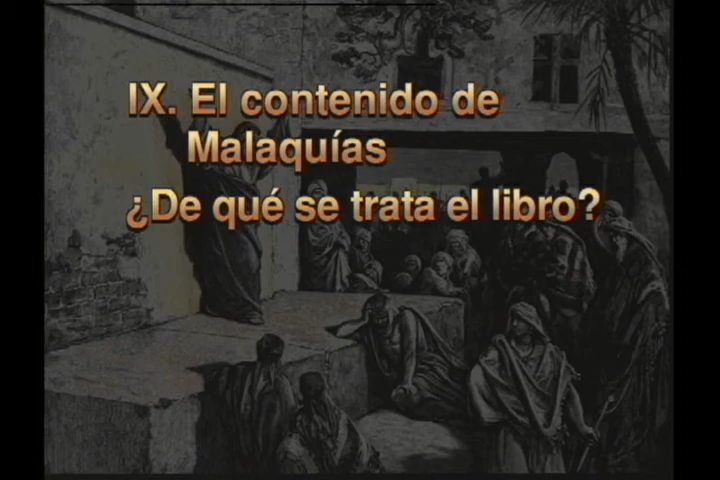 IX. El contenido de
Malaquías
¿De qué se trata el libro?